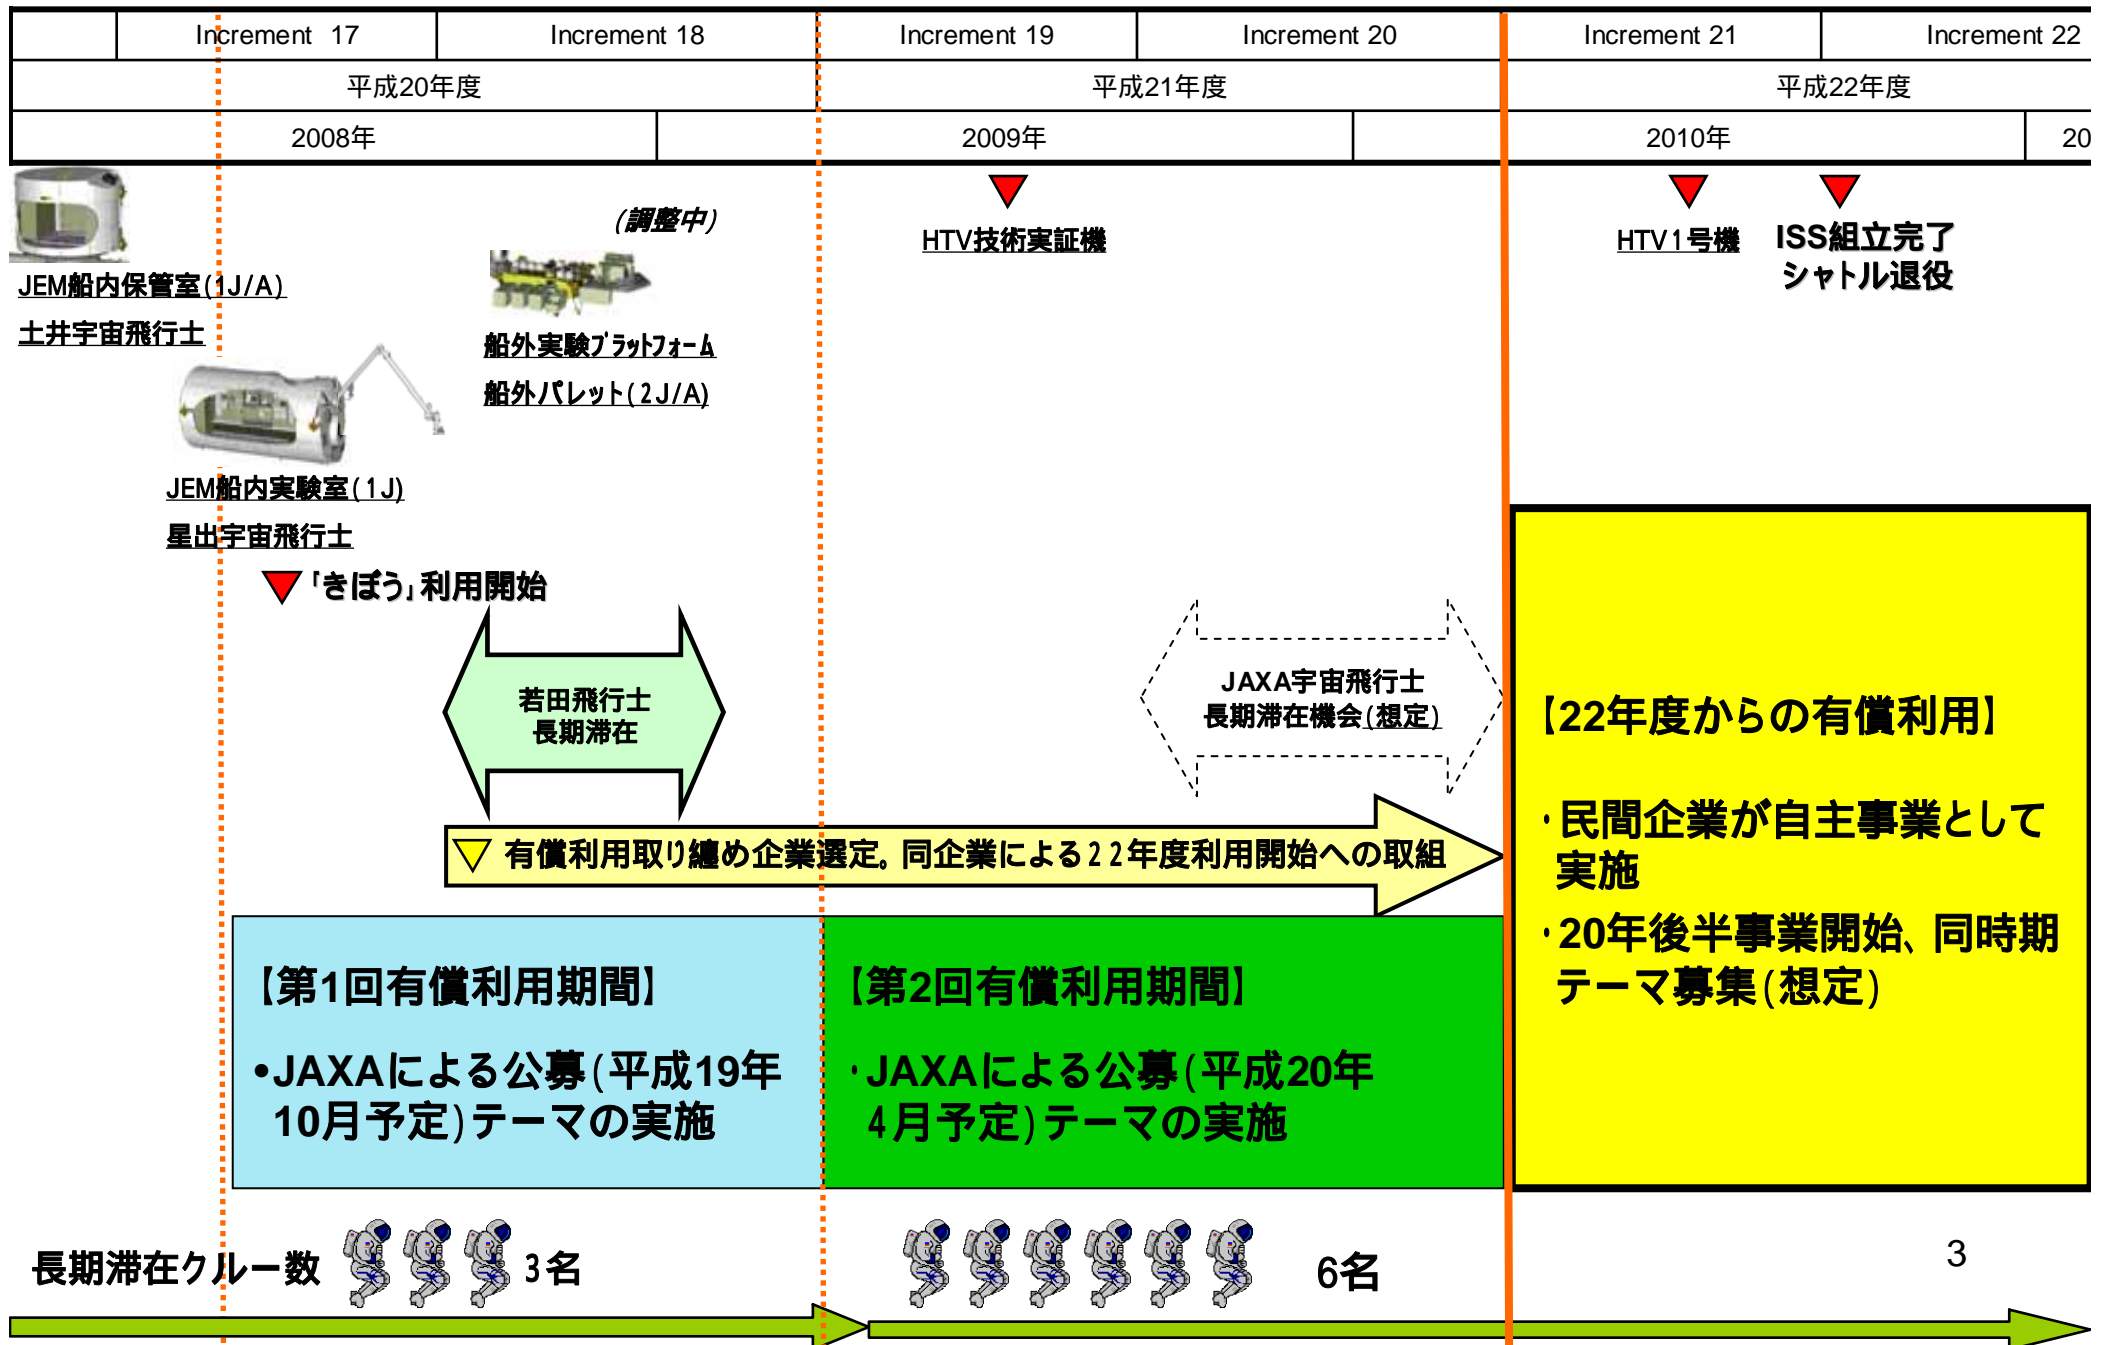 Increment 17
Increment 18
Increment 19
Increment 20
Increment 21
Increment 22
平成20年度
平成21年度
平成22年度
2008年
2009年
2010年
20
(調整中)
HTV技術実証機
HTV1号機
ISS組立完了
シャトル退役
JEM船内保管室(1J/A)
土井宇宙飛行士
船外実験プラットフォーム
船外パレット(2J/A)
JEM船内実験室(1J)
星出宇宙飛行士
「きぼう」利用開始
若田飛行士
長期滞在
JAXA宇宙飛行士
長期滞在機会(想定)
有償利用取り纏め企業選定。同企業による22年度利用開始への取組
【22年度からの有償利用】
・民間企業が自主事業として
実施
・20年後半事業開始、同時期
テーマ募集(想定)
【第1回有償利用期間】
•JAXAによる公募(平成19年
10月予定)テーマの実施
【第2回有償利用期間】
・JAXAによる公募(平成20年
4月予定)テーマの実施
長期滞在クルー数
3名
6名
3